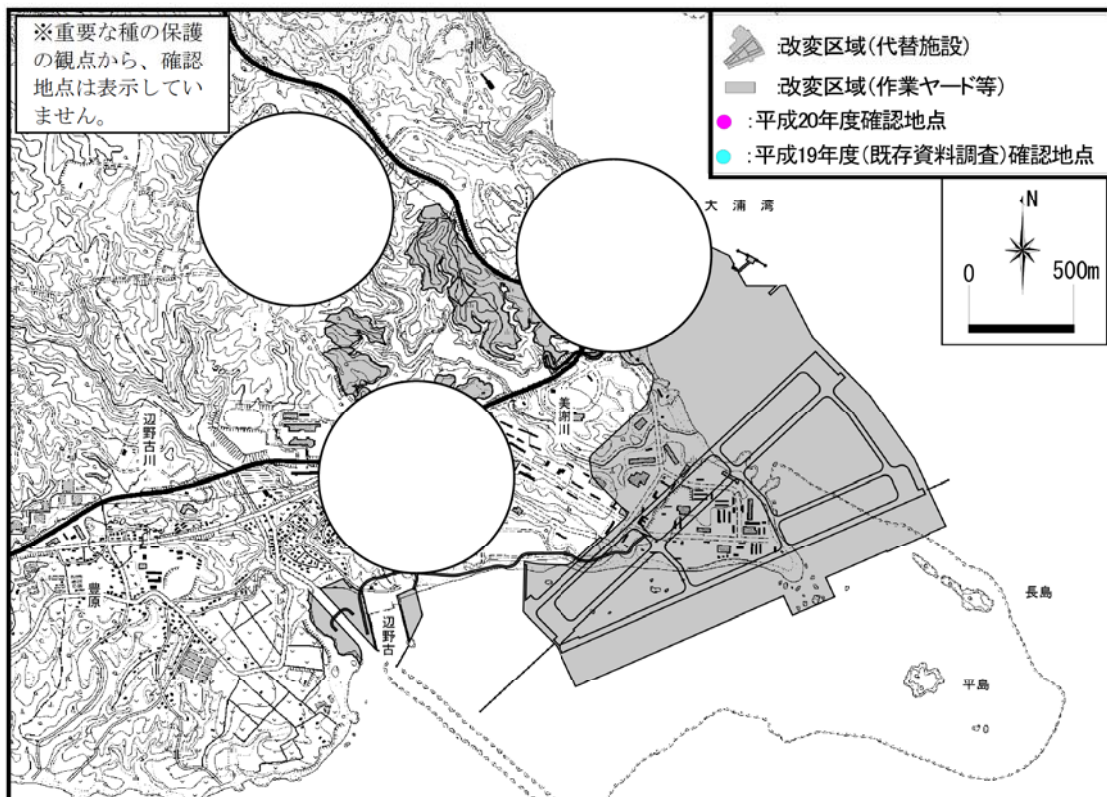 ※重要な種の保護
の観点から、確認
地点は表示してい
ません。
:改変区域(代替施設)
:改変区域(作業ヤード等)
:平成20年度確認地点
:平成19年度(既存資料調査)確認地点
N
0 500m
大浦湾
美謝川
辺野古川
豊原
辺野古
長島
平島